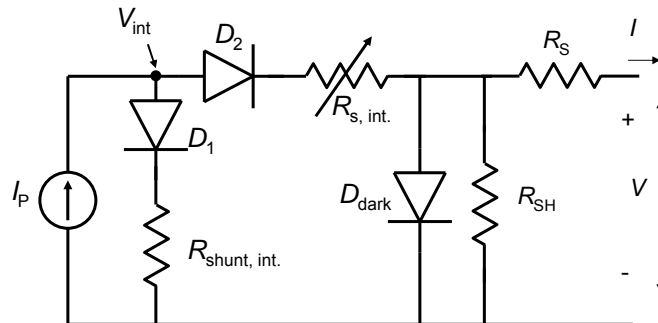 V_int
D_2
R_S
I
R_s, int.
D_1
+
I_P
D_dark
R_SH
V
R_shunt, int.
-